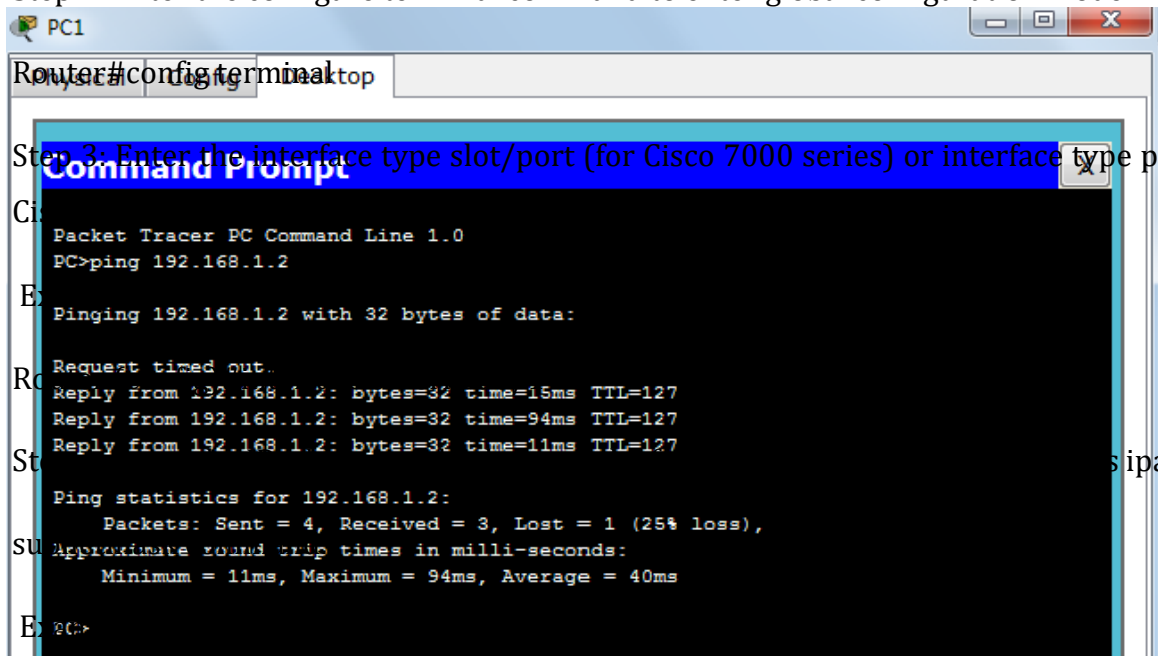 PC1
Router#config terminal
Physical Config Desktop
Step 3: Enter the interface type slot/port (for Cisco 7000 series) or interface type p
Command Prompt
X
Packet Tracer PC Command Line 1.0
PC>ping 192.168.1.2
Pinging 192.168.1.2 with 32 bytes of data:
Request timed out.
Reply from 192.168.1.2: bytes=32 time=15ms TTL=127
Reply from 192.168.1.2: bytes=32 time=94ms TTL=127
Reply from 192.168.1.2: bytes=32 time=11ms TTL=127
Ping statistics for 192.168.1.2:
Packets: Sent = 4, Received = 3, Lost = 1 (25% loss),
Approximate round trip times in milli-seconds:
Minimum = 11ms, Maximum = 94ms, Average = 40ms
PC>